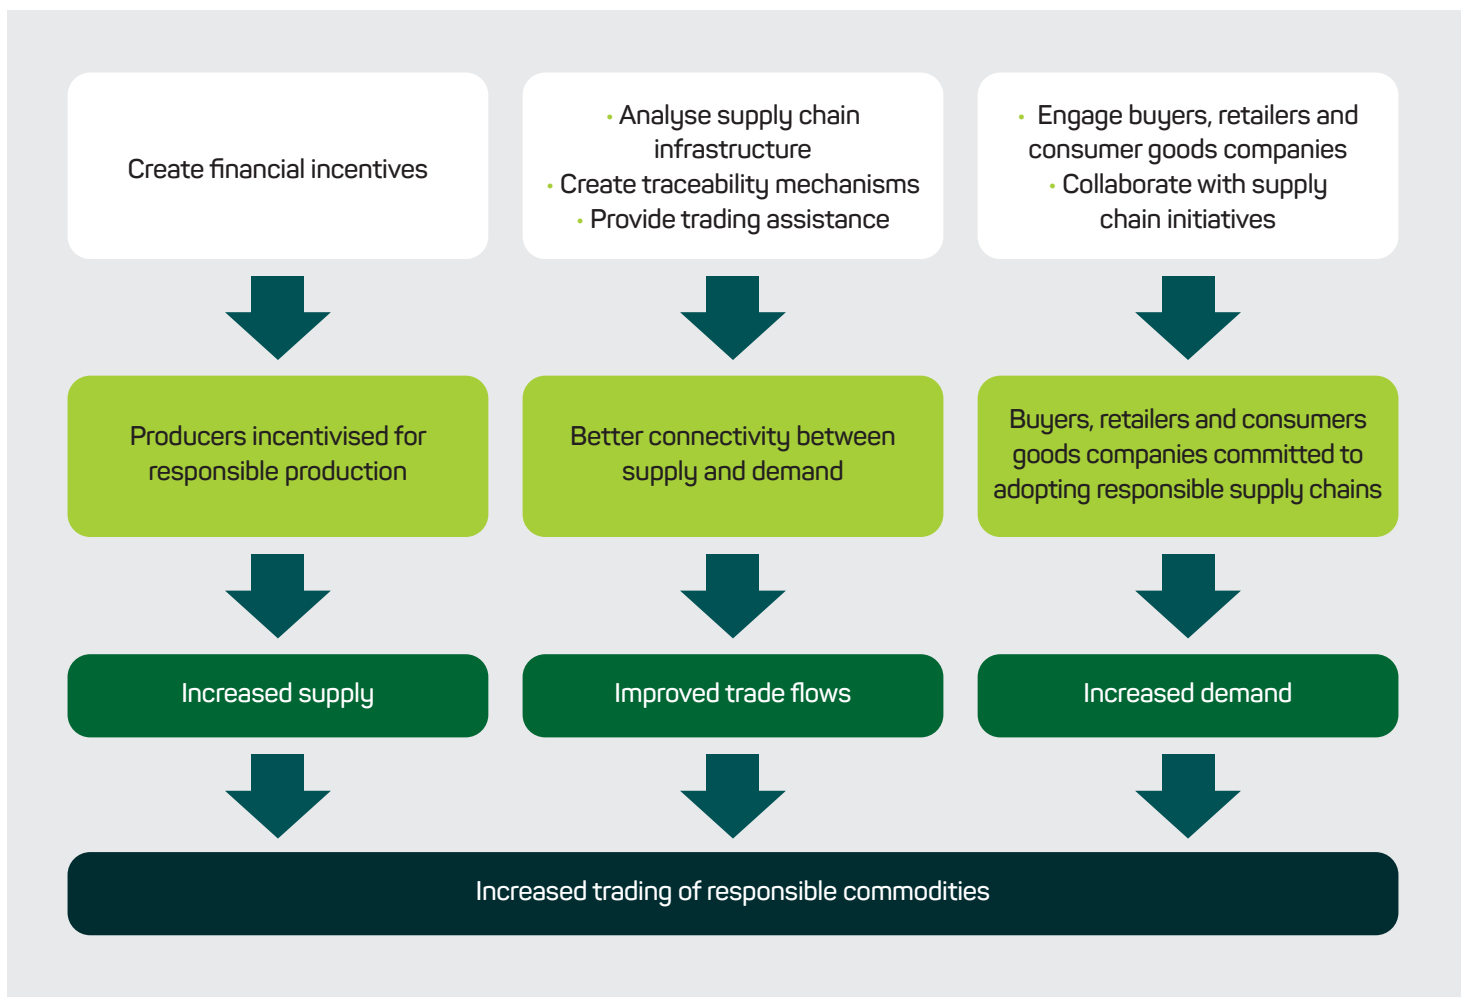 Create financial incentives
• Analyse supply chain
infrastructure
• Create traceability mechanisms
• Provide trading assistance
• Engage buyers, retailers and
consumer goods companies
• Collaborate with supply
chain initiatives
Producers incentivised for
responsible production
Better connectivity between
supply and demand
Buyers, retailers and consumers
goods companies committed to
adopting responsible supply chains
Increased supply
Improved trade flows
Increased demand
Increased trading of responsible commodities